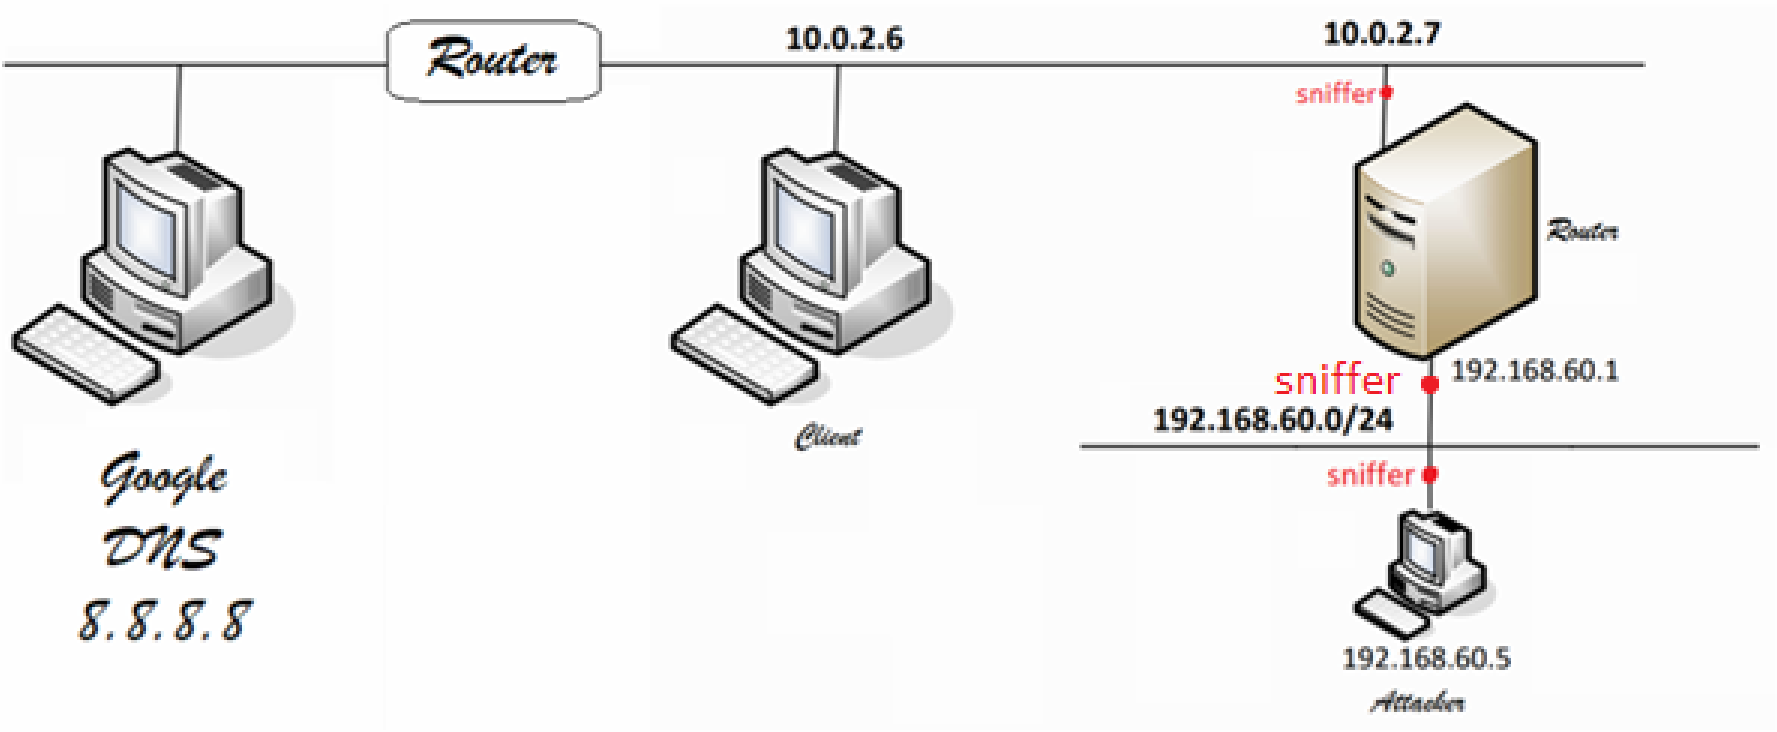 Router
10.0.2.6
10.0.2.7
sniffer
Router
sniffer
192.168.60.1
192.168.60.0/24
Client
sniffer
Google
DNS
8.8.8.8
192.168.60.5
Attacker